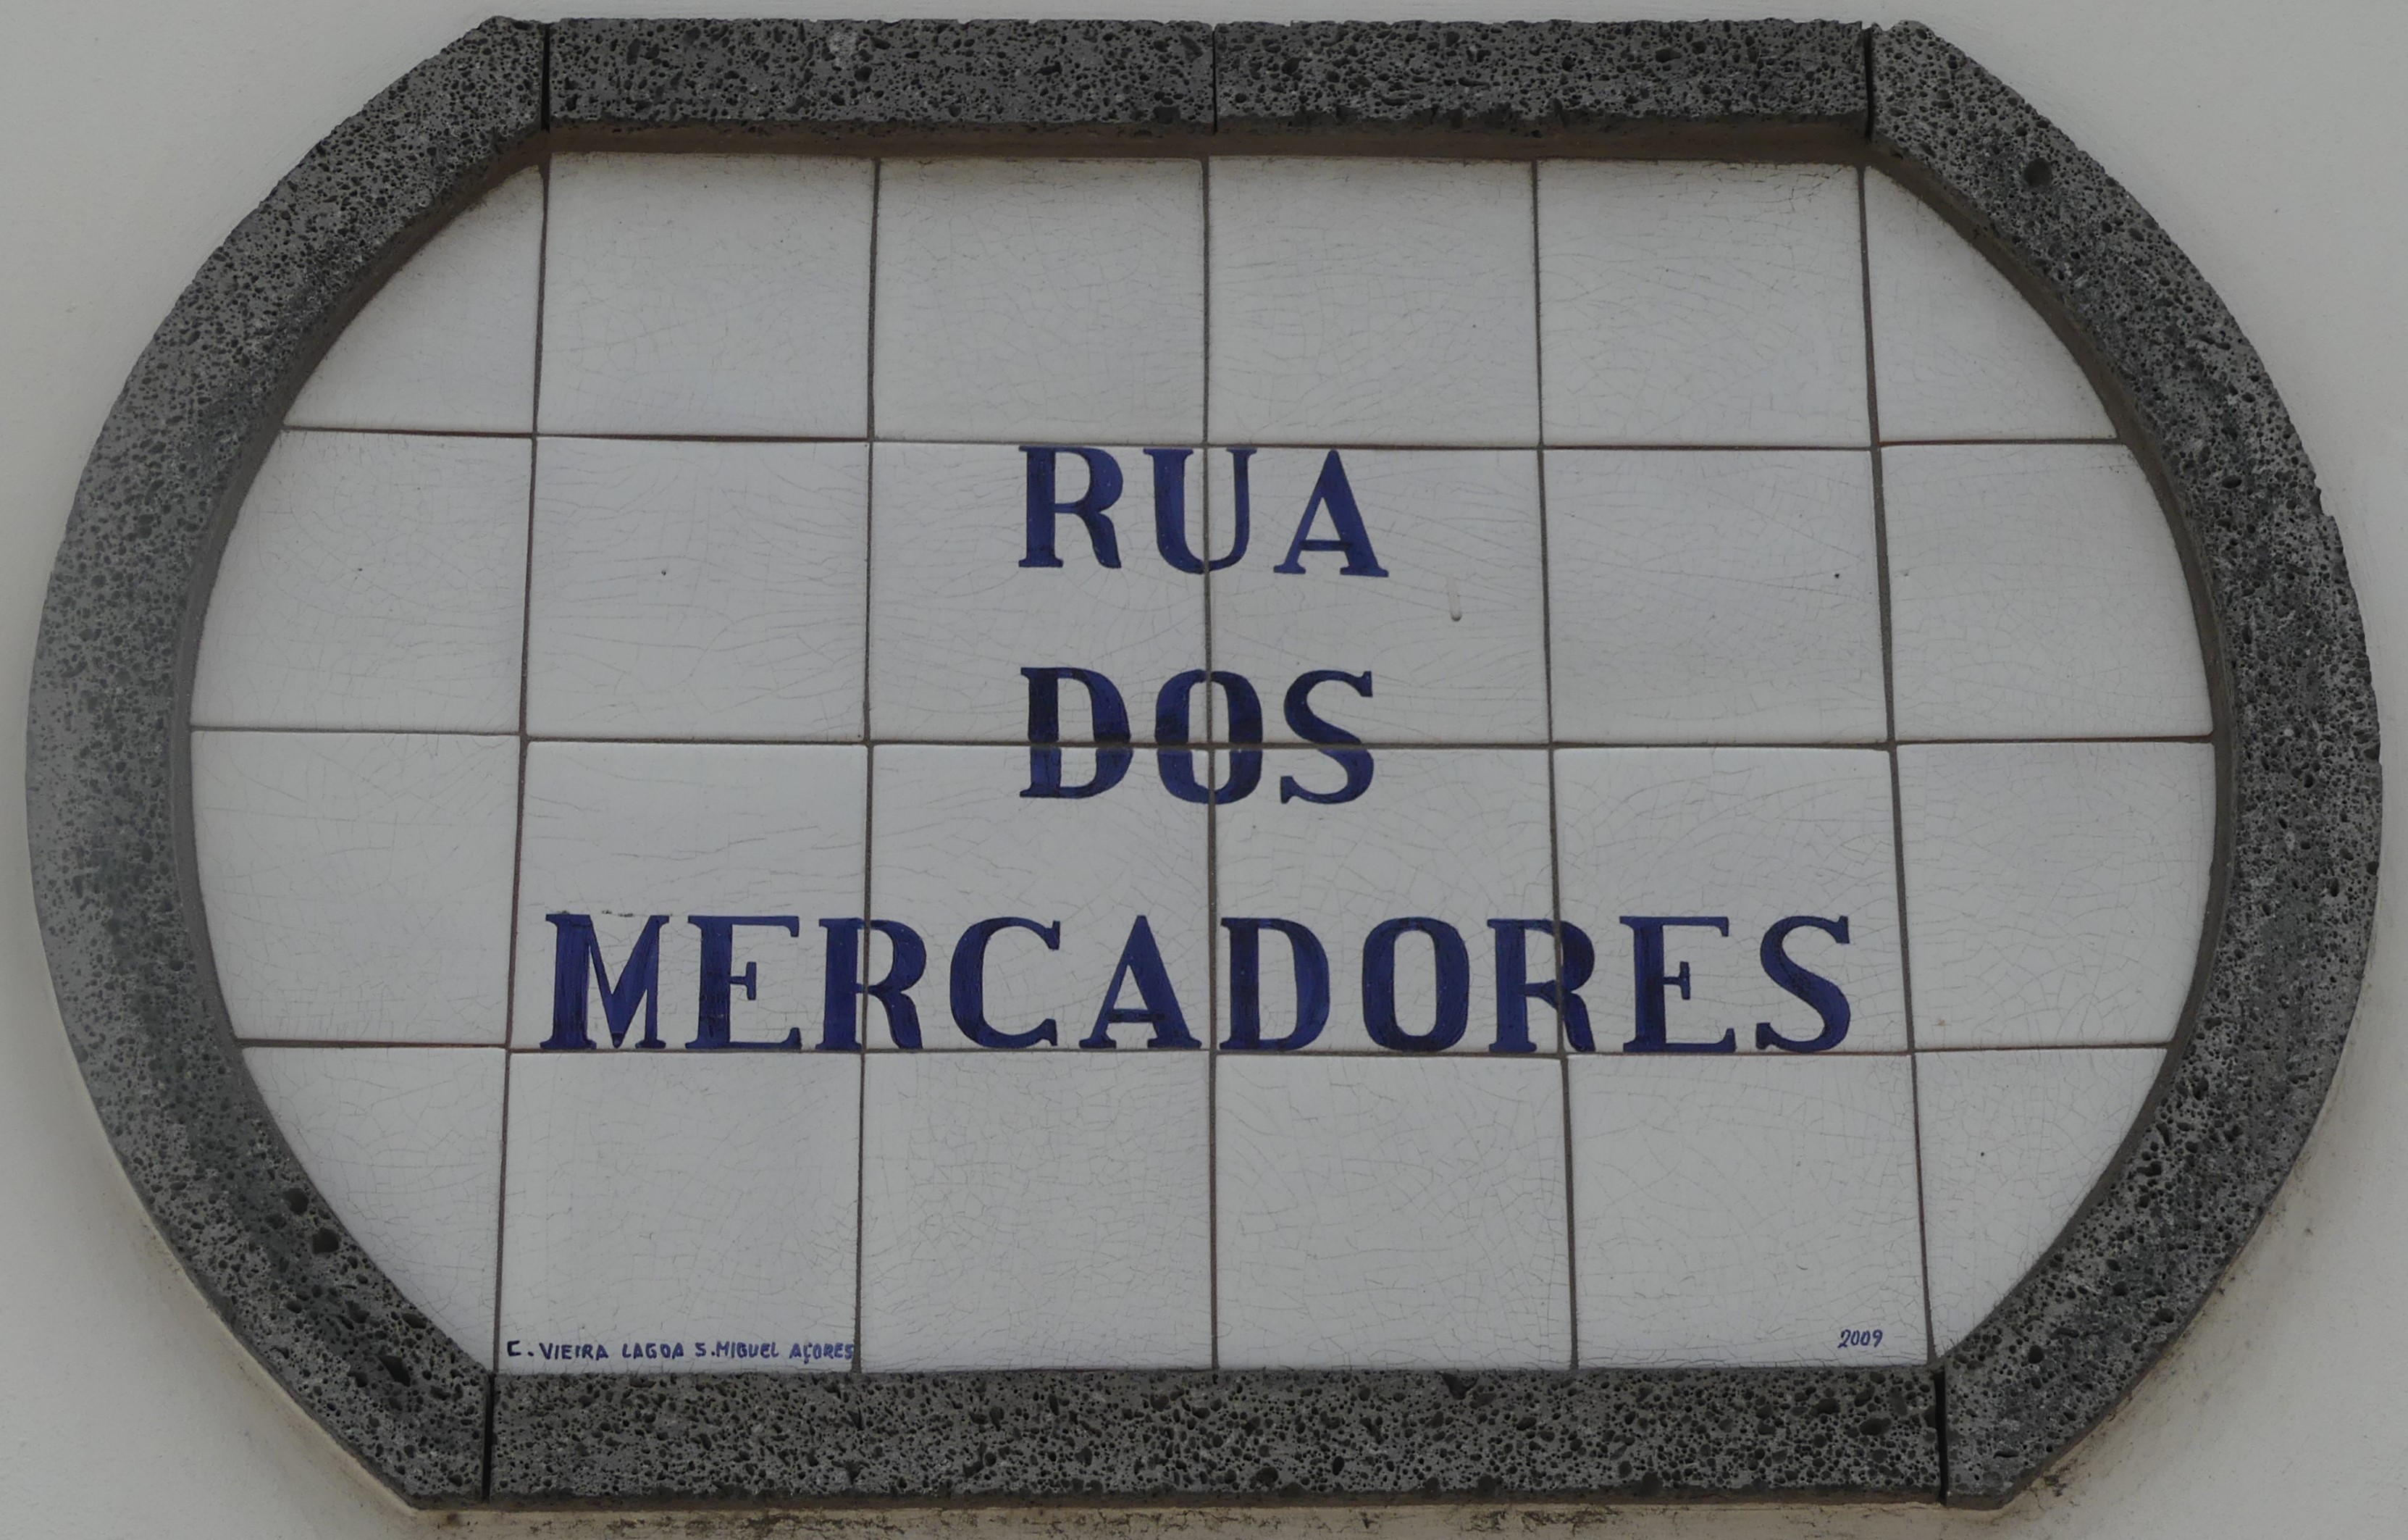 RUA
DOS
MERCADORES
C. VIEIRA LAGOA S. MIGUEL AÇORES
2009